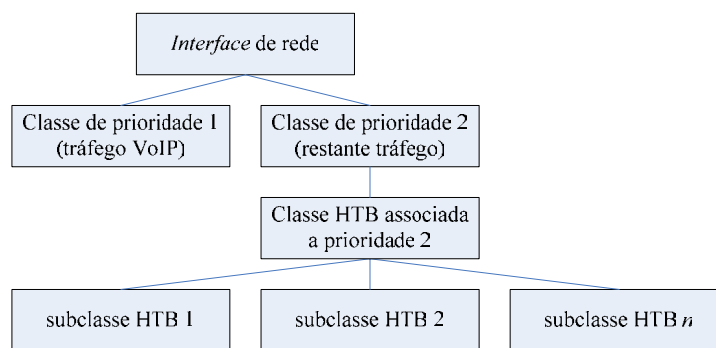 Interface de rede
Classe de prioridade 1
(tráfego VoIP)
Classe de prioridade 2
(restante tráfego)
Classe HTB associada
a prioridade 2
subclasse HTB 1
subclasse HTB 2
subclasse HTB n